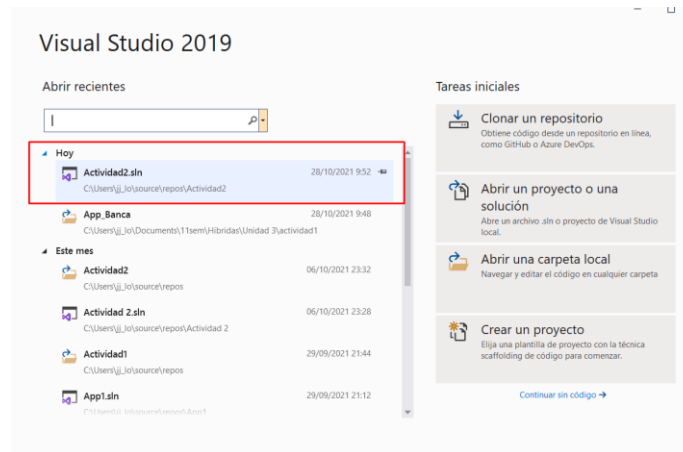 Visual Studio 2019
Abrir recientes
Hoy
Actividad2.sln 28/10/2021 9:52
C:\Users\jj_lo\source\repos\Actividad2
App_Banca 28/10/2021 9:48
C:\Users\jj_lo\Documents\11sem\Hibridas\Unidad 3\actividad1
Este mes
Actividad2 06/10/2021 23:32
C:\Users\jj_lo\source\repos
Actividad 2.sln 06/10/2021 23:28
C:\Users\jj_lo\source\repos\Actividad 2
Actividad1 29/09/2021 21:44
C:\Users\jj_lo\source\repos
App1.sln 29/09/2021 21:12
C:\Users\jj_lo\source\repos\App1
Tareas iniciales
Clonar un repositorio
Obtiene código desde un repositorio en línea,
como GitHub o Azure DevOps.
Abrir un proyecto o una
solución
Abre un archivo .sln o proyecto de Visual Studio
local.
Abrir una carpeta local
Navegar y editar el código en cualquier carpeta
Crear un proyecto
Elija una plantilla de proyecto con la técnica
scaffolding de código para comenzar.
Continuar sin código →